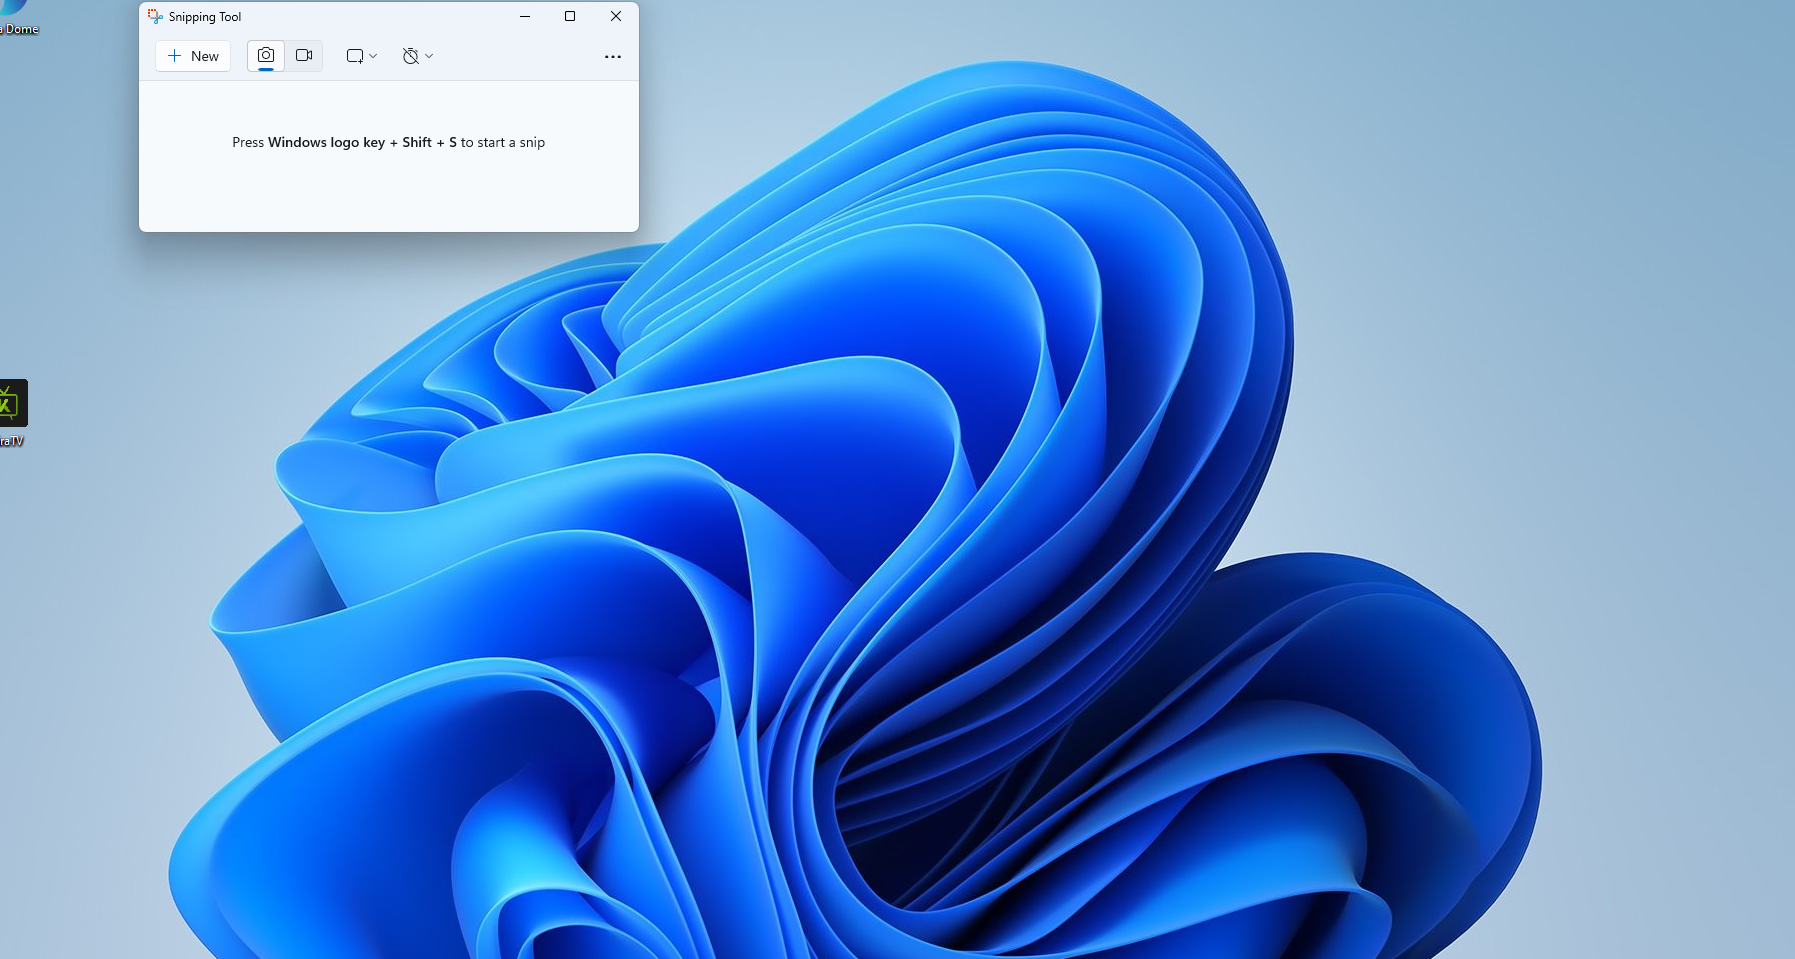 Snipping Tool
New
Press Windows logo key + Shift + S to start a snip
a Dome
raTV